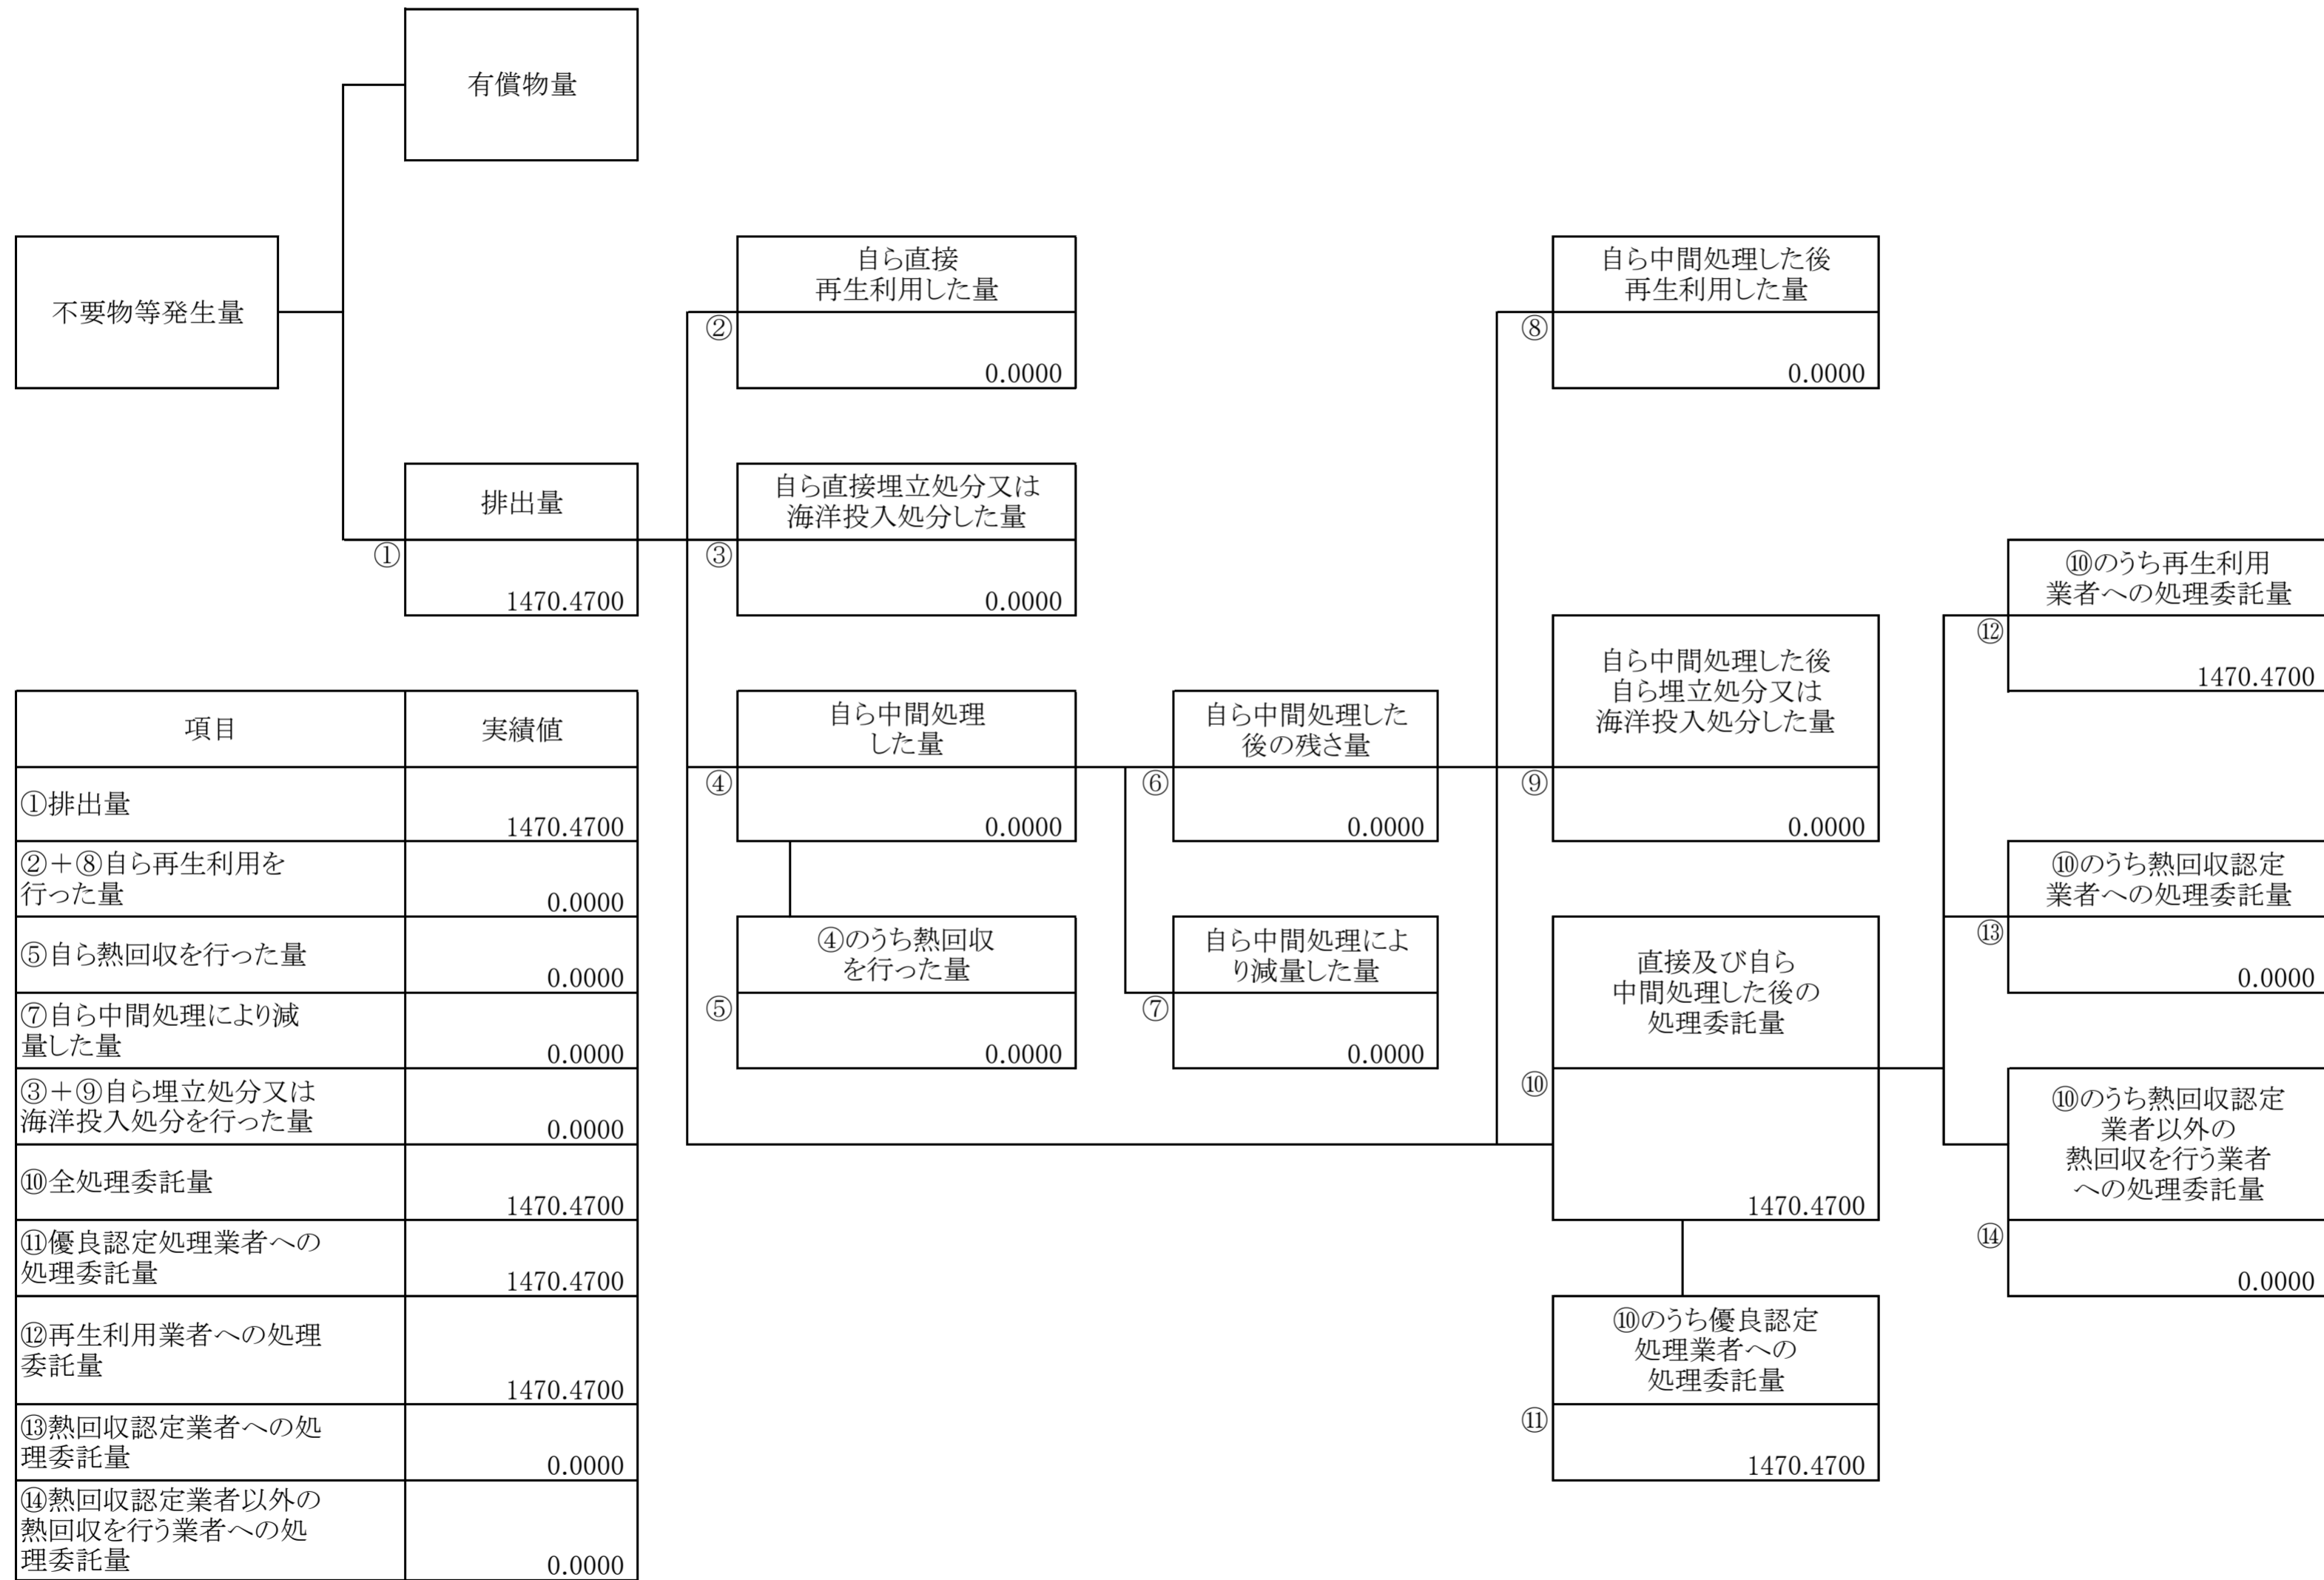 有償物量
不要物等発生量
自ら直接
再生利用した量
②
0.0000
自ら中間処理した後
再生利用した量
⑧
0.0000
排出量
①
1470.4700
自ら直接埋立処分又は
海洋投入処分した量
③
0.0000
⑩のうち再生利用
業者への処理委託量
⑫
1470.4700
自ら中間処理
した量
④
0.0000
自ら中間処理した
後の残さ量
⑥
0.0000
自ら中間処理した後
自ら埋立処分又は
海洋投入処分した量
⑨
0.0000
⑩のうち熱回収認定
業者への処理委託量
⑬
0.0000
④のうち熱回収
を行った量
⑤
0.0000
自ら中間処理によ
り減量した量
⑦
0.0000
直接及び自ら
中間処理した後の
処理委託量
⑩
1470.4700
⑩のうち熱回収認定
業者以外の
熱回収を行う業者
への処理委託量
⑭
0.0000
⑩のうち優良認定
処理業者への
処理委託量
⑪
1470.4700
項目 実績値
①排出量
1470.4700
②＋⑧自ら再生利用を
行った量
0.0000
⑤自ら熱回収を行った量
0.0000
⑦自ら中間処理により減
量した量
0.0000
③＋⑨自ら埋立処分又は
海洋投入処分を行った量
0.0000
⑩全処理委託量
1470.4700
⑪優良認定処理業者への
処理委託量
1470.4700
⑫再生利用業者への処理
委託量
1470.4700
⑬熱回収認定業者への処
理委託量
0.0000
⑭熱回収認定業者以外の
熱回収を行う業者への処
理委託量
0.0000